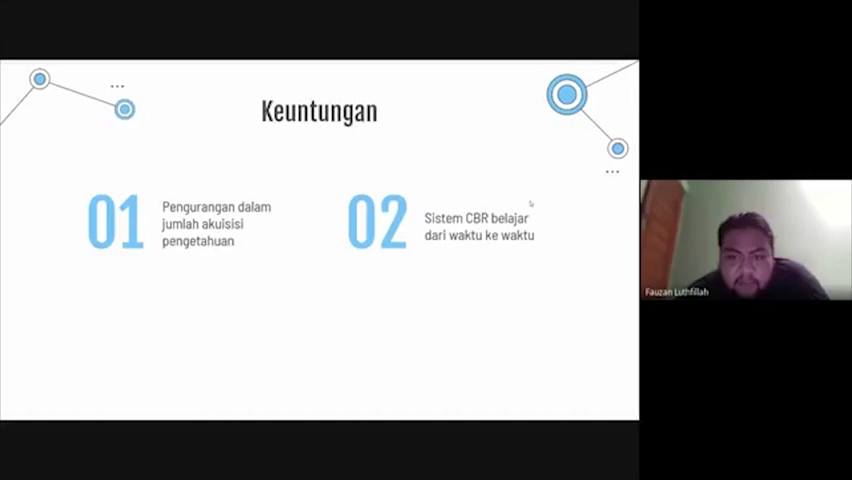 Keuntungan
01
Pengurangan dalam
jumlah akuisisi
pengetahuan
02
Sistem CBR belajar
dari waktu ke waktu
Fauzan Luthfillah